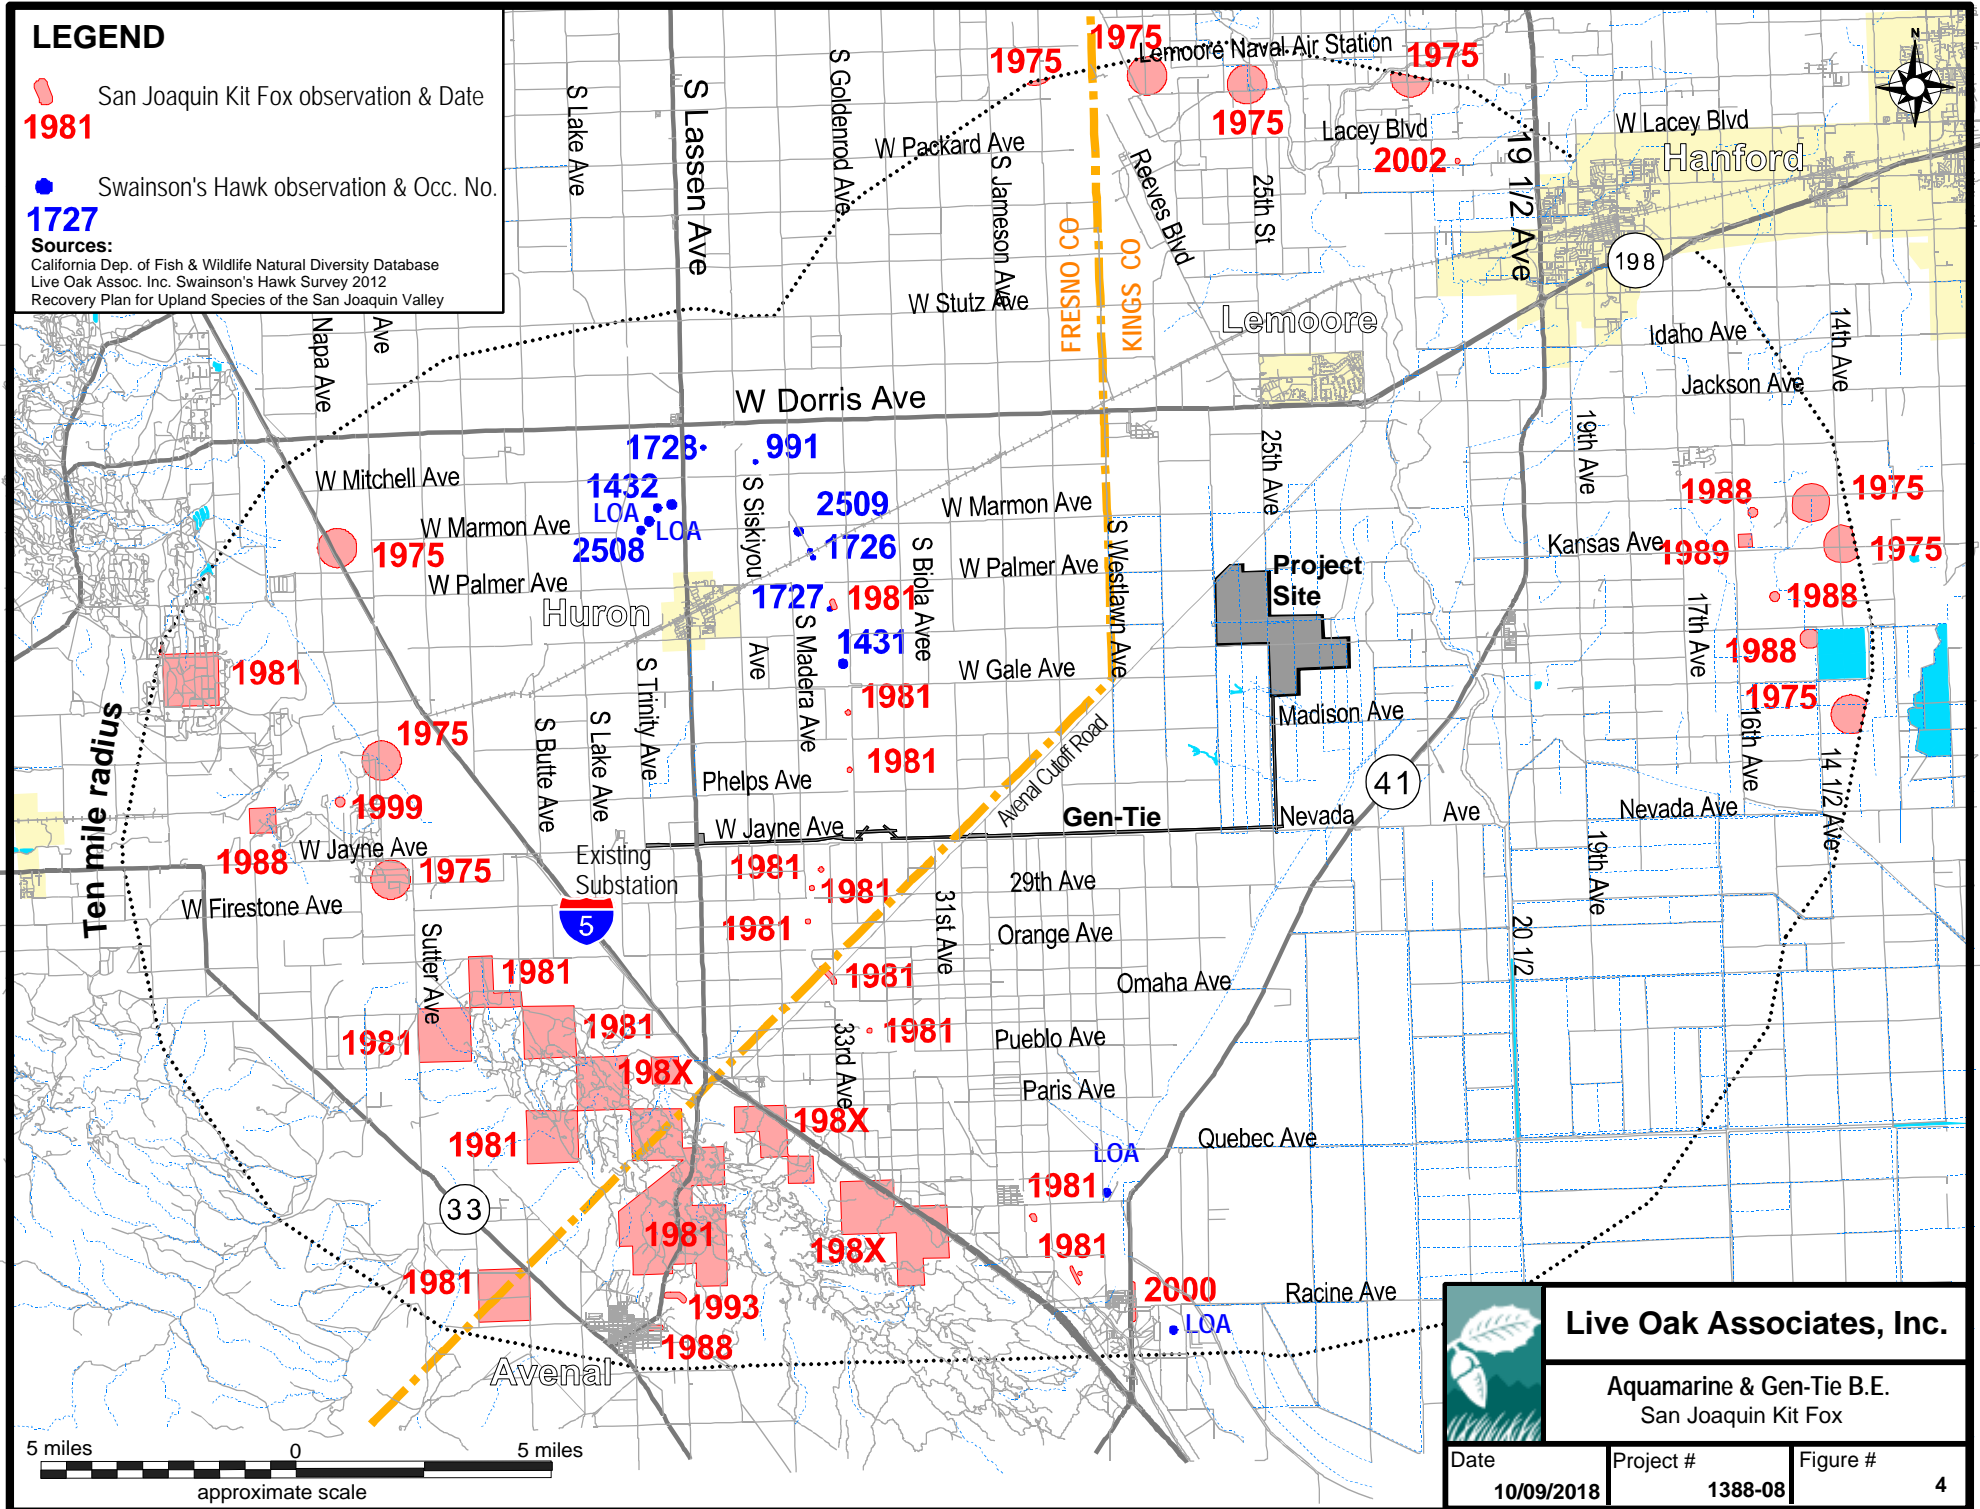 LEGEND
San Joaquin Kit Fox observation & Date
1981
Swainson's Hawk observation & Occ. No.
1727
Sources:
California Dep. of Fish & Wildlife Natural Diversity Database
Live Oak Assoc. Inc. Swainson's Hawk Survey 2012
Recovery Plan for Upland Species of the San Joaquin Valley
S Lake Ave
S Lassen Ave
S Goldenrod Ave
1975
1975
Lemoore Naval Air Station
1975
1975
N
W Packard Ave
S Jameson Ave
Reeves Blvd
Lacey Blvd
2002
25th St
19 1/2 Ave
W Lacey Blvd
Hanford
198
FRESNO CO
KINGS CO
W Stutz Ave
Lemoore
Idaho Ave
14th Ave
Jackson Ave
Napa Ave
Ave
W Dorris Ave
1728
991
W Mitchell Ave
1432
LOA
LOA
2508
S Siskiyou
Ave
2509
1726
W Marmon Ave
W Marmon Ave
25th Ave
19th Ave
1988
1975
Kansas Ave
1989
1975
1975
W Palmer Ave
S Biola Avee
W Palmer Ave
S Westlawn Ave
Project
Site
Huron
1727
1981
1988
17th Ave
1431
S Madera Ave
W Gale Ave
1988
1981
S Trinity Ave
1981
1975
Madison Ave
16th Ave
Ten mile radius
1975
S Butte Ave
S Lake Ave
1981
Phelps Ave
Avenal Cutoff Road
41
14 1/2 Ave
1999
W Jayne Ave
Gen-Tie
Nevada
Ave
Nevada Ave
1988
W Jayne Ave
1975
Existing
Substation
1981
1981
29th Ave
19th Ave
W Firestone Ave
5
1981
31st Ave
Orange Ave
20 1/2
Sutter Ave
1981
1981
Omaha Ave
1981
1981
1981
33rd Ave
Pueblo Ave
198X
Paris Ave
1981
198X
Quebec Ave
LOA
1981
33
1981
198X
1981
1981
1993
2000
Racine Ave
LOA
1988
Avenal
5 miles
0
5 miles
approximate scale
Live Oak Associates, Inc.
Aquamarine & Gen-Tie B.E.
San Joaquin Kit Fox
Date
10/09/2018
Project #
1388-08
Figure #
4